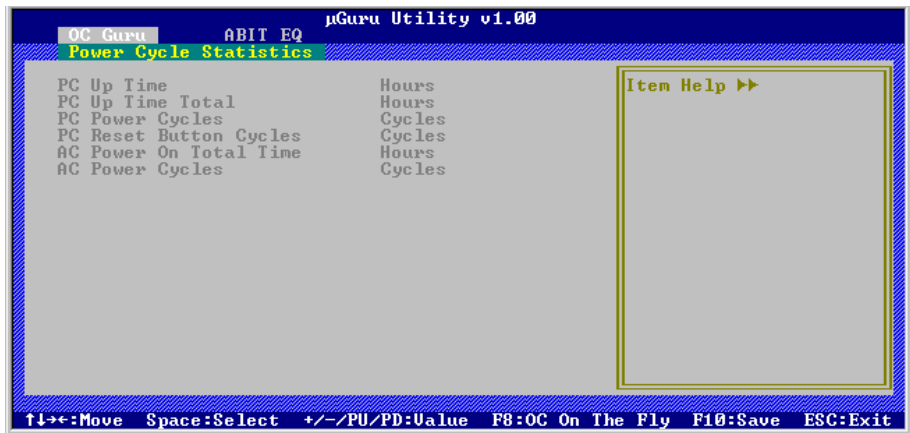 µGuru Utility v1.00
OC Guru ABIT EQ
Power Cycle Statistics
PC Up Time Hours
PC Up Time Total Hours
PC Power Cycles Cycles
PC Reset Button Cycles Cycles
AC Power On Total Time Hours
AC Power Cycles Cycles
Item Help ▶▶
↑↓→←:Move Space:Select +/-/PU/PD:Value F8:OC On The Fly F10:Save ESC:Exit